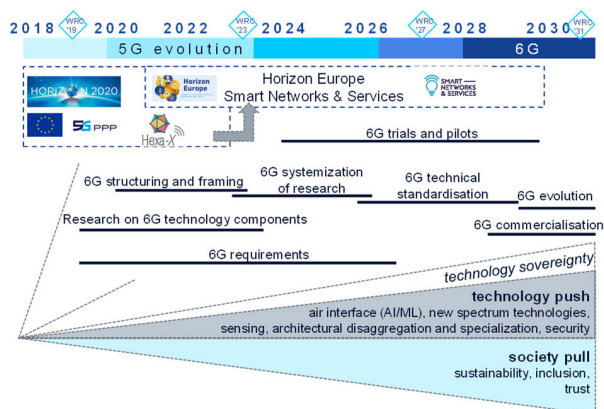 2018 WRC '19 2020 2022 WRC '23 2024 2026 WRC '27 2028 2030 WRC '31
5G evolution 6G
HORIZON 2020
Horizon Europe
Horizon Europe
Smart Networks & Services
SMART NETWORKS & SERVICES
5G PPP
Hexa-X
6G trials and pilots
6G structuring and framing
6G systemization
of research
6G technical
standardisation
6G evolution
Research on 6G technology components
6G commercialisation
6G requirements
technology sovereignty
technology push
air interface (AI/ML), new spectrum technologies,
sensing, architectural disaggregation and specialization, security
society pull
sustainability, inclusion,
trust